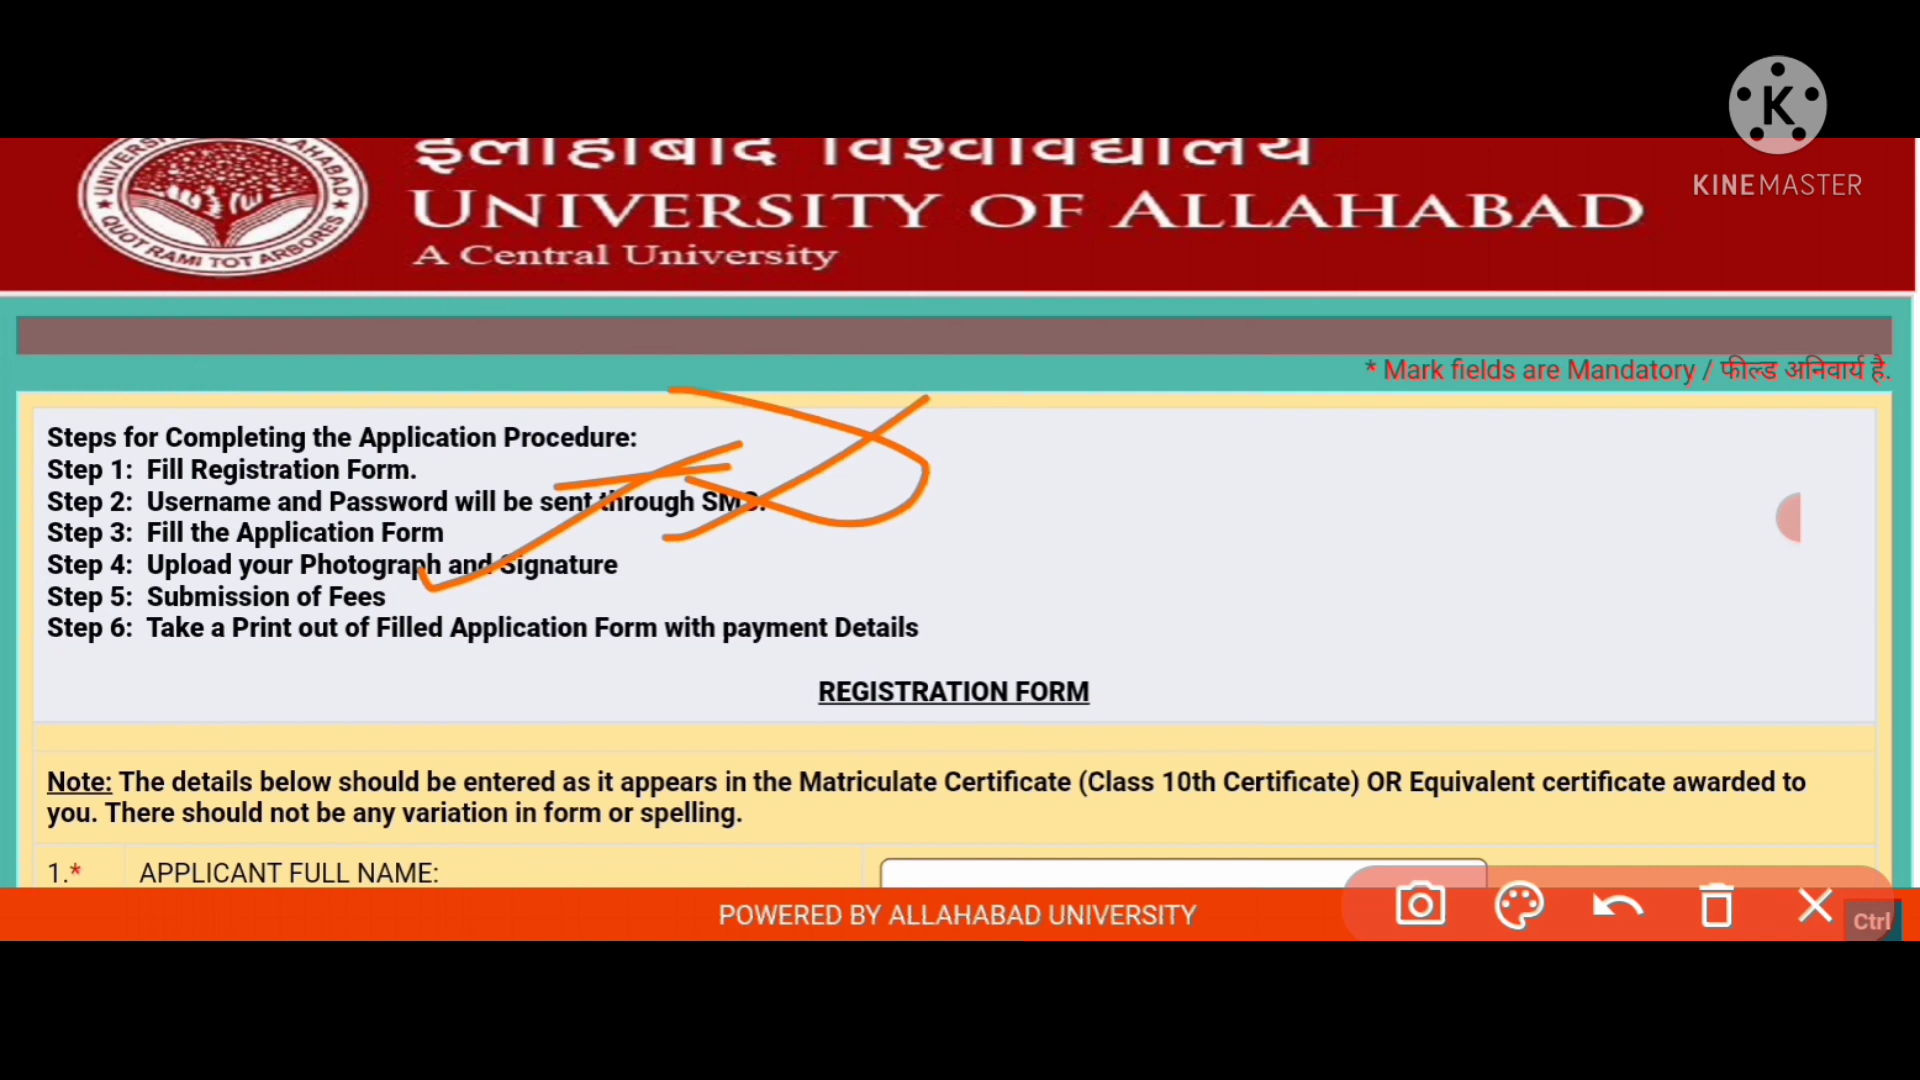 K
KINEMASTER
इलाहाबाद विश्वविद्यालय
UNIVERSITY OF ALLAHABAD
A Central University
QUOT RAMI TOT ARBORES
* Mark fields are Mandatory / फील्ड अनिवार्य है.
Steps for Completing the Application Procedure:
Step 1: Fill Registration Form.
Step 2: Username and Password will be sent through SMS.
Step 3: Fill the Application Form
Step 4: Upload your Photograph and Signature
Step 5: Submission of Fees
Step 6: Take a Print out of Filled Application Form with payment Details
REGISTRATION FORM
Note: The details below should be entered as it appears in the Matriculate Certificate (Class 10th Certificate) OR Equivalent certificate awarded to
you. There should not be any variation in form or spelling.
1.* APPLICANT FULL NAME:
POWERED BY ALLAHABAD UNIVERSITY
Ctrl